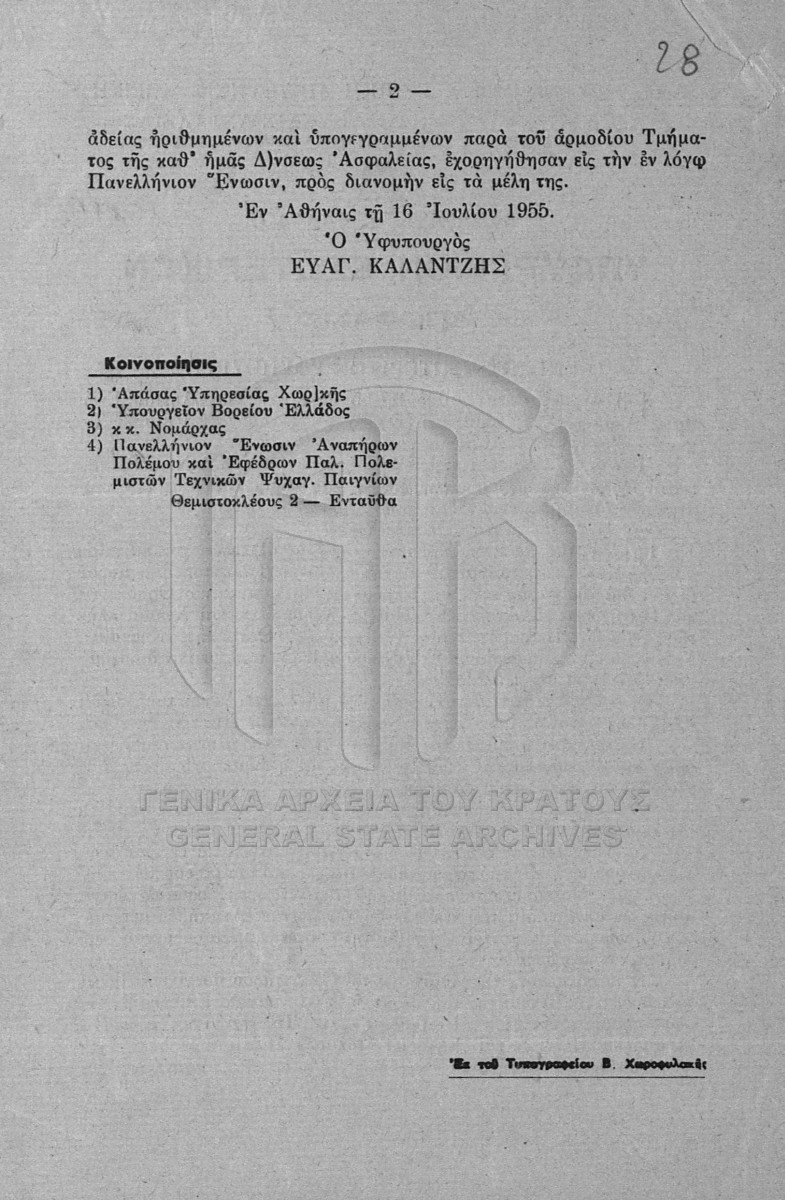 28
— 2 —
ἀδείας ἠριθμημένων καὶ ὑπογεγραμμένων παρὰ τοῦ ἁρμοδίου Τμήμα-
τος τῆς καθ' ἡμᾶς Δ)νσεως Ἀσφαλείας, ἐχορηγήθησαν εἰς τὴν ἐν λόγῳ
Πανελλήνιον Ἕνωσιν, πρὸς διανομὴν εἰς τὰ μέλη της.
Ἐν Ἀθήναις τῇ 16 Ἰουλίου 1955.
Ὁ Ὑφυπουργὸς
ΕΥΑΓ. ΚΑΛΑΝΤΖΗΣ
Κοινοποίησις
1) Ἁπάσας Ὑπηρεσίας Χωρ]κῆς
2) Ὑπουργεῖον Βορείου Ἑλλάδος
3) κ κ. Νομάρχας
4) Πανελλήνιον Ἕνωσιν Ἀναπήρων
Πολέμου καὶ Ἐφέδρων Παλ. Πολε-
μιστῶν Τεχνικῶν Ψυχαγ. Παιγνίων
Θεμιστοκλέους 2 — Ενταῦθα
ΓΕΝΙΚΑ ΑΡΧΕΙΑ ΤΟΥ ΚΡΑΤΟΥΣ
GENERAL STATE ARCHIVES
Ἐκ τοῦ Τυπογραφείου Β. Χωροφυλακῆς